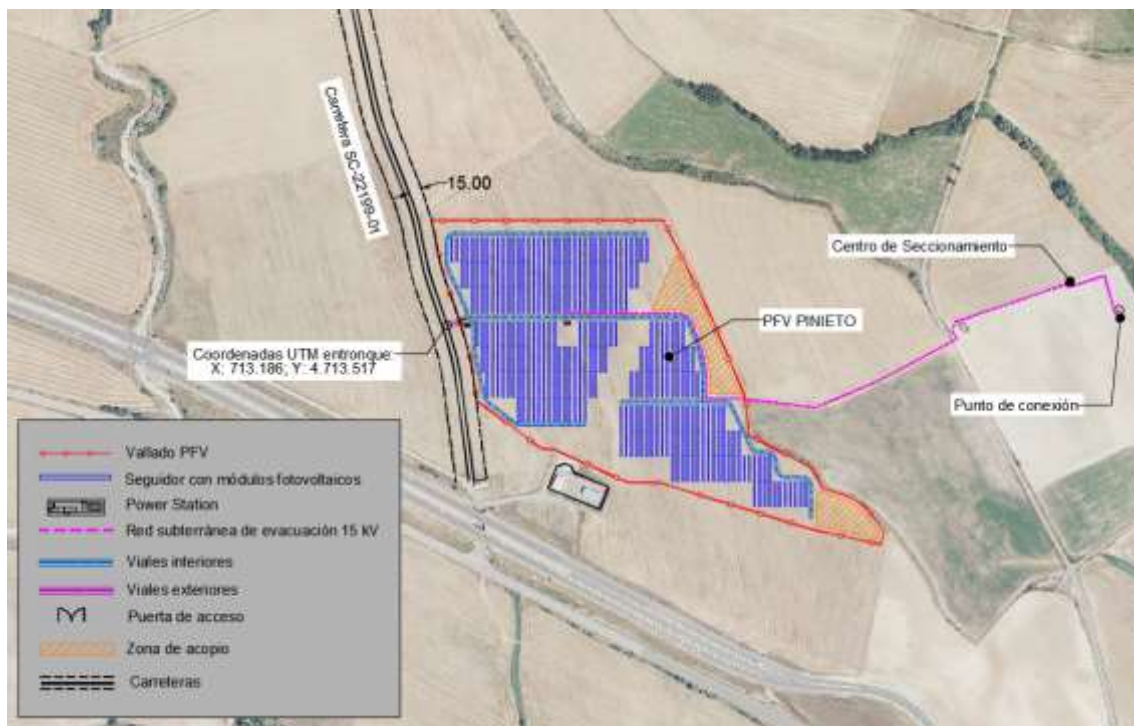 Carretera SC-22199-01
15.00
Centro de Seccionamiento
PFV PINIETO
Coordenadas UTM entronque:
X: 713.186; Y: 4.713.517
Punto de conexión
Vallado PFV
Seguidor con módulos fotovoltaicos
Power Station
Red subterránea de evacuación 15 kV
Viales interiores
Viales exteriores
Puerta de acceso
Zona de acopio
Carreteras